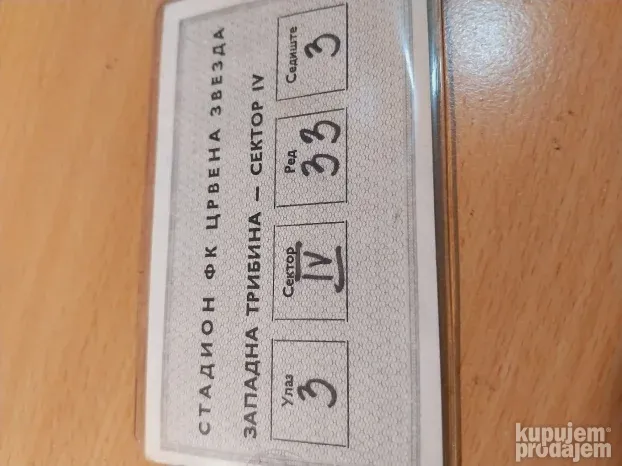 СТАДИОН ФК ЦРВЕНА ЗВЕЗДА
ЗАПАДНА ТРИБИНА — СЕКТОР IV
Улаз Сектор Ред Седиште
3 IV 33 3
kupujem
prodajem